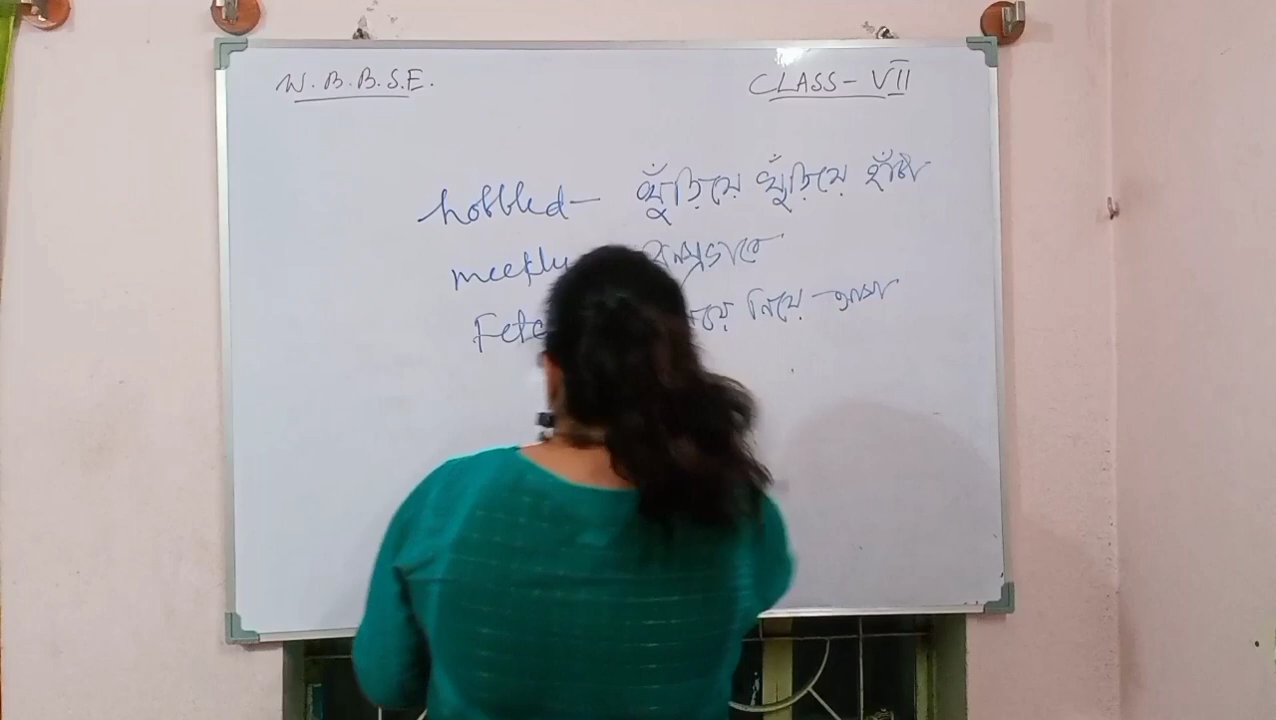 W.B.B.S.E.
CLASS - VII
hobbled - খুঁড়িয়ে খুঁড়িয়ে হাঁটা
meekly
নিয়ে আসা